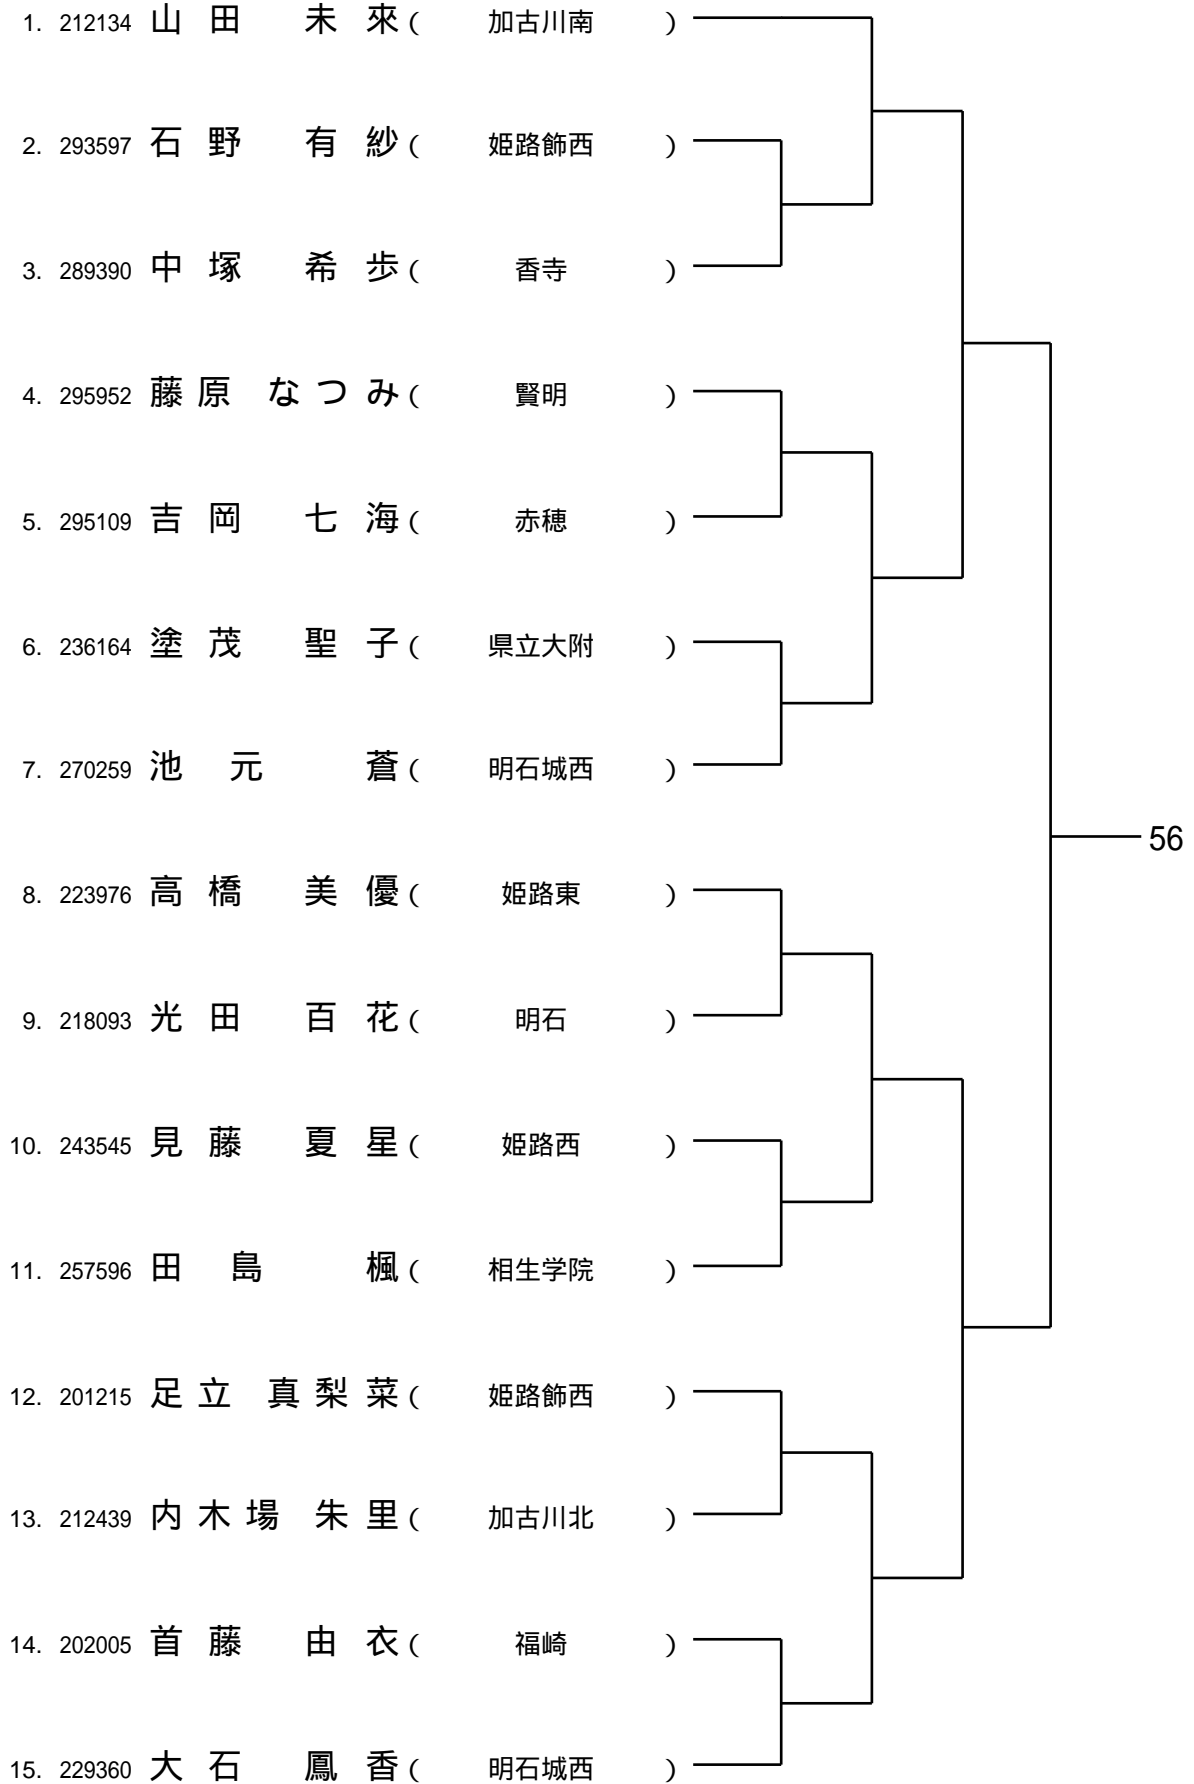 1. 212134 山田 未來 ( 加古川南 )
2. 293597 石野 有紗 ( 姫路飾西 )
3. 289390 中塚 希歩 ( 香寺 )
4. 295952 藤原 なつみ ( 賢明 )
5. 295109 吉岡 七海 ( 赤穂 )
6. 236164 塗茂 聖子 ( 県立大附 )
7. 270259 池元 蒼 ( 明石城西 )
56
8. 223976 高橋 美優 ( 姫路東 )
9. 218093 光田 百花 ( 明石 )
10. 243545 見藤 夏星 ( 姫路西 )
11. 257596 田島 楓 ( 相生学院 )
12. 201215 足立 真梨菜 ( 姫路飾西 )
13. 212439 内木場 朱里 ( 加古川北 )
14. 202005 首藤 由衣 ( 福崎 )
15. 229360 大石 鳳香 ( 明石城西 )